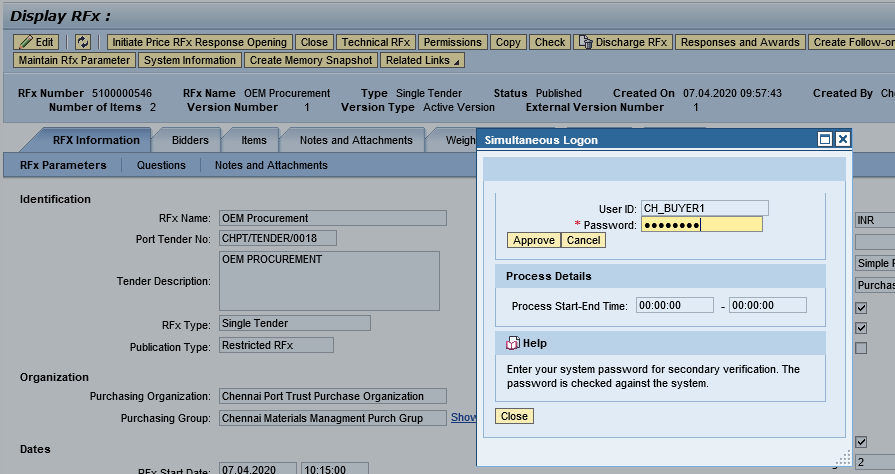 Display RFx :
Edit Initiate Price RFx Response Opening Close Technical RFx Permissions Copy Check Discharge RFx Responses and Awards Create Follow-on
Maintain Rfx Parameter System Information Create Memory Snapshot Related Links
RFx Number 5100000546 RFx Name OEM Procurement Type Single Tender Status Published Created On 07.04.2020 09:57:43 Created By
Number of Items 2 Version Number 1 Version Type Active Version External Version Number 1
RFX Information Bidders Items Notes and Attachments
RFx Parameters Questions Notes and Attachments
Simultaneous Logon
User ID: CH_BUYER1
* Password: ●●●●●●●●
Approve Cancel
Process Details
Process Start-End Time: 00:00:00 - 00:00:00
Help
Enter your system password for secondary verification. The
password is checked against the system.
Close
Identification
RFx Name: OEM Procurement
Port Tender No: CHPT/TENDER/0018
Tender Description: OEM PROCUREMENT
RFx Type: Single Tender
Publication Type: Restricted RFx
Organization
Purchasing Organization: Chennai Port Trust Purchase Organization
Purchasing Group: Chennai Materials Managment Purch Grup Show
Dates
RFx Start Date: 07.04.2020 10:15:00
INR
Simple
Purchas
2